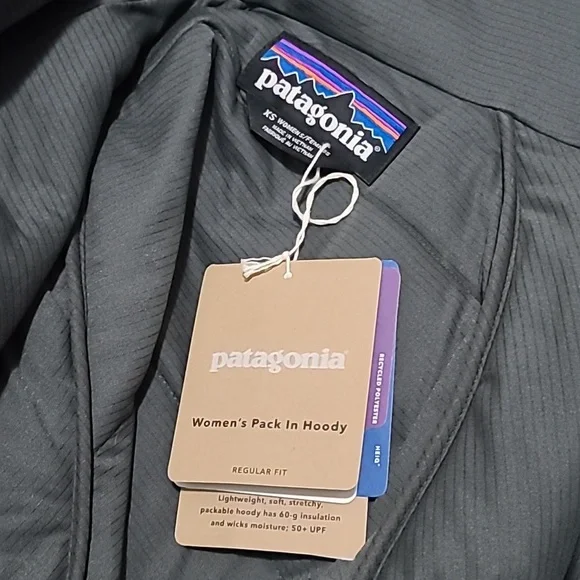 patagonia®
XS WOMEN'S/FEMMES
MADE IN VIETNAM
FABRIQUÉ AU VIETNAM
patagonia®
Women's Pack In Hoody
REGULAR FIT
Lightweight, soft, stretchy,
packable hoody has 60-g insulation
and wicks moisture; 50+ UPF
RECYCLED POLYESTER
HEIQ®